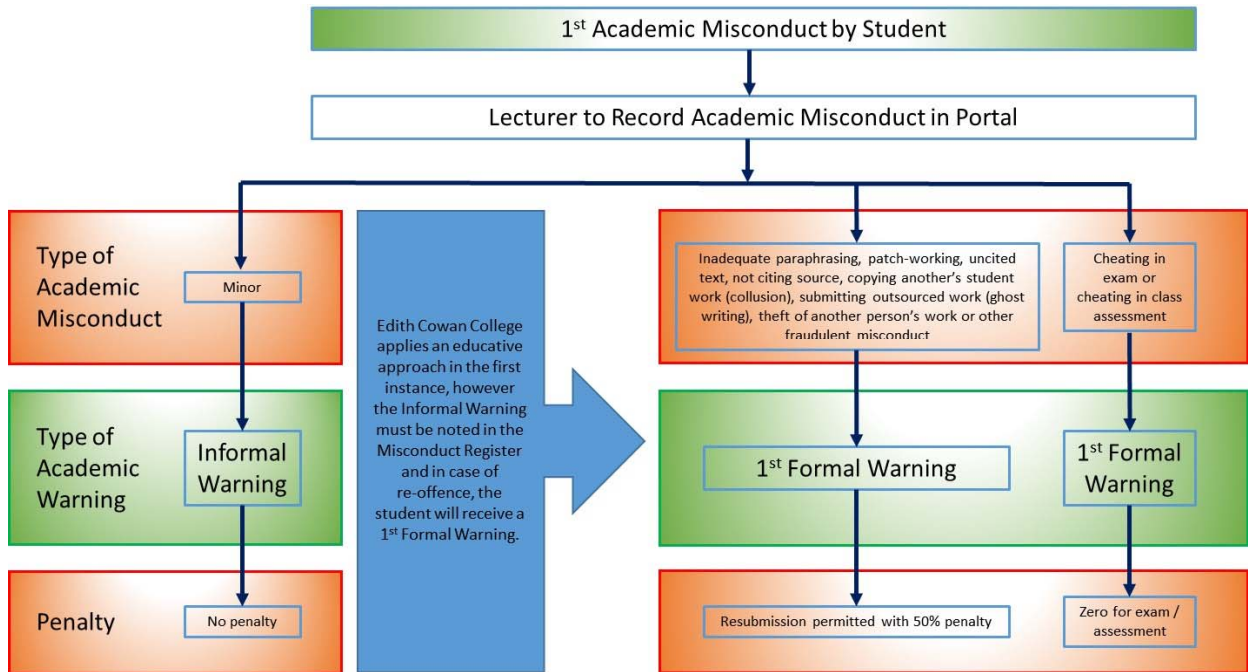 1st Academic Misconduct by Student
Lecturer to Record Academic Misconduct in Portal
Type of
Academic
Misconduct
Minor
Type of
Academic
Warning
Informal
Warning
Penalty
No penalty
Edith Cowan College
applies an educative
approach in the first
instance, however
the Informal Warning
must be noted in the
Misconduct Register
and in case of
re-offence, the
student will receive a
1st Formal Warning.
Inadequate paraphrasing, patch-working, uncited
text, not citing source, copying another's student
work (collusion), submitting outsourced work (ghost
writing), theft of another person's work or other
fraudulent misconduct
1st Formal Warning
Resubmission permitted with 50% penalty
Cheating in
exam or
cheating in class
assessment
1st Formal
Warning
Zero for exam /
assessment